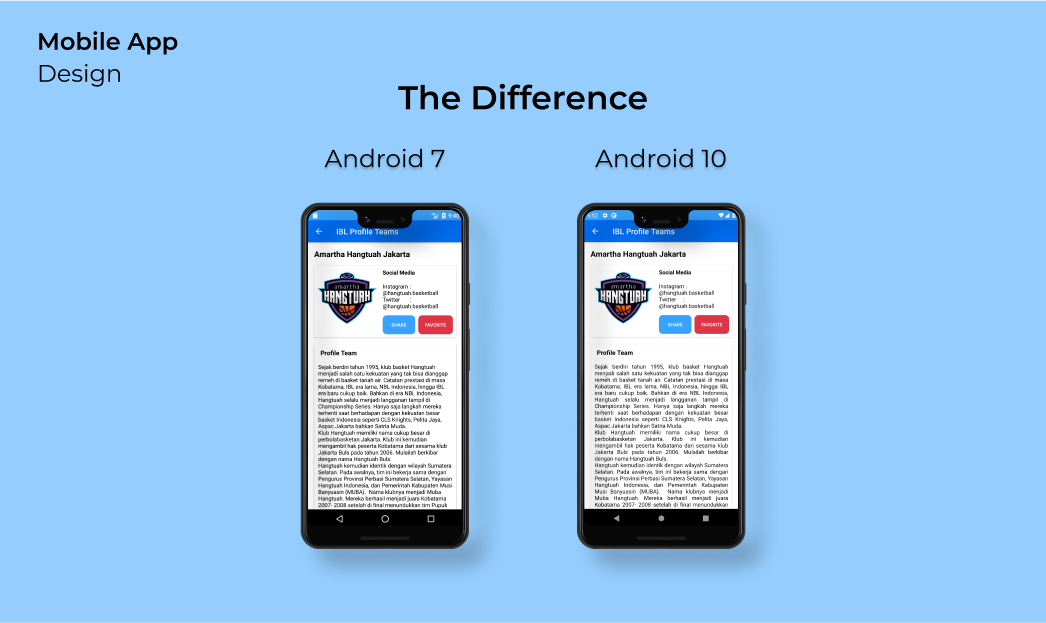 Mobile App
Design
The Difference
Android 7
Android 10
9:40
IBL Profile Teams
Amartha Hangtuah Jakarta
amartha
HANGTUAH
Social Media
Instagram :
@hangtuah.basketball
Twitter :
@hangtuah.basketball
SHARE
FAVORITE
Profile Team
Sejak berdiri tahun 1995, klub basket Hangtuah
menjadi salah satu kekuatan yang tak bisa dianggap
remeh di basket tanah air. Catatan prestasi di masa
Kobatama, IBL era lama, NBL Indonesia, hingga IBL
era baru cukup baik. Bahkan di era NBL Indonesia,
Hangtuah selalu menjadi langganan tampil di
Championship Series. Hanya saja langkah mereka
terhenti saat berhadapan dengan kekuatan besar
basket Indonesia seperti CLS Knights, Pelita Jaya,
Aspac Jakarta bahkan Satria Muda.
Klub Hangtuah memiliki nama cukup besar di
perbolabasketan Jakarta. Klub ini kemudian
mengambil hak peserta Kobatama dari sesama klub
Jakarta Buls pada tahun 2006. Mulailah berkibar
dengan nama Hangtuah Buls.
Hangtuah kemudian identik dengan wilayah Sumatera
Selatan. Pada awalnya, tim ini bekerja sama dengan
Pengurus Provinsi Perbasi Sumatera Selatan, Yayasan
Hangtuah Indonesia, dan Pemerintah Kabupaten Musi
Banyuasin (MUBA). Nama klubnya menjadi Muba
Hangtuah. Mereka berhasil menjadi juara Kobatama
2007- 2008 setelah di final menundukkan tim Pupuk
5:52
IBL Profile Teams
Amartha Hangtuah Jakarta
amartha
HANGTUAH
Social Media
Instagram :
@hangtuah.basketball
Twitter :
@hangtuah.basketball
SHARE
FAVORITE
Profile Team
Sejak berdiri tahun 1995, klub basket Hangtuah
menjadi salah satu kekuatan yang tak bisa dianggap
remeh di basket tanah air. Catatan prestasi di masa
Kobatama, IBL era lama, NBL Indonesia, hingga IBL
era baru cukup baik. Bahkan di era NBL Indonesia,
Hangtuah selalu menjadi langganan tampil di
Championship Series. Hanya saja langkah mereka
terhenti saat berhadapan dengan kekuatan besar
basket Indonesia seperti CLS Knights, Pelita Jaya,
Aspac Jakarta bahkan Satria Muda.
Klub Hangtuah memiliki nama cukup besar di
perbolabasketan Jakarta. Klub ini kemudian
mengambil hak peserta Kobatama dari sesama klub
Jakarta Buls pada tahun 2006. Mulailah berkibar
dengan nama Hangtuah Buls.
Hangtuah kemudian identik dengan wilayah Sumatera
Selatan. Pada awalnya, tim ini bekerja sama dengan
Pengurus Provinsi Perbasi Sumatera Selatan, Yayasan
Hangtuah Indonesia, dan Pemerintah Kabupaten
Musi Banyuasin (MUBA). Nama klubnya menjadi
Muba Hangtuah. Mereka berhasil menjadi juara
Kobatama 2007- 2008 setelah di final menundukkan